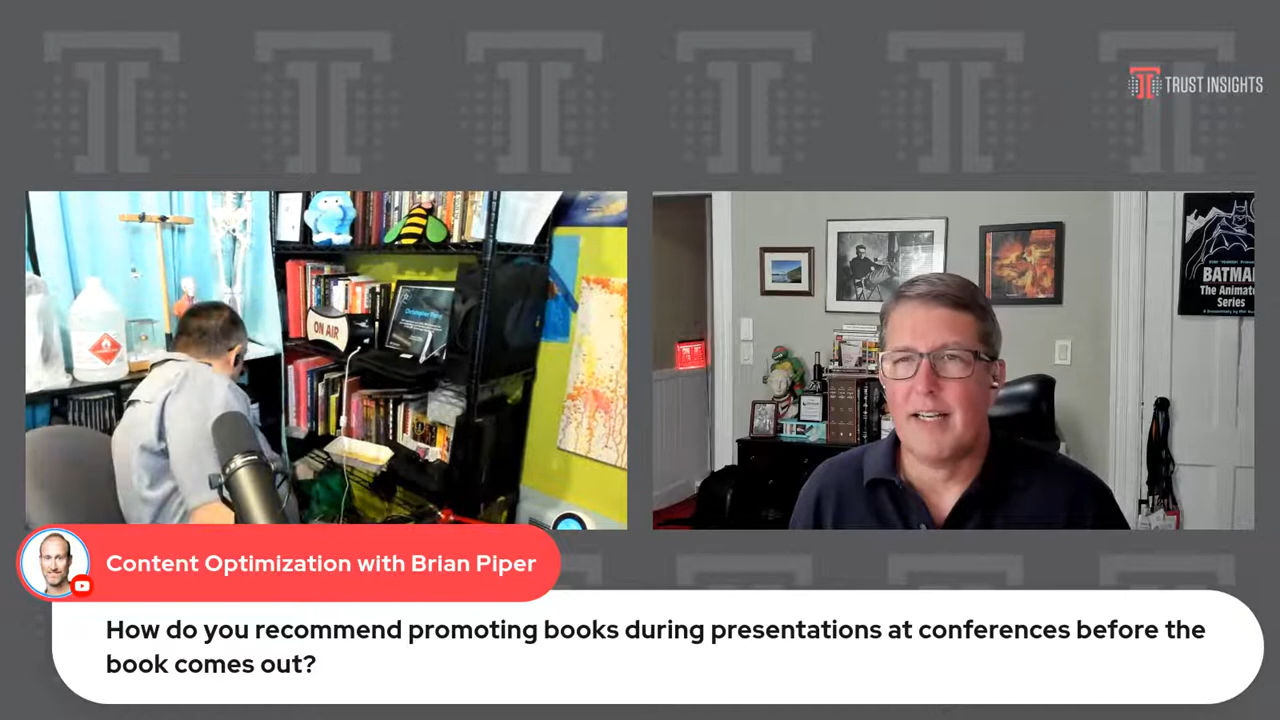 TRUST INSIGHTS
ON AIR
BATMAN
The Animated
Series
Content Optimization with Brian Piper
How do you recommend promoting books during presentations at conferences before the
book comes out?